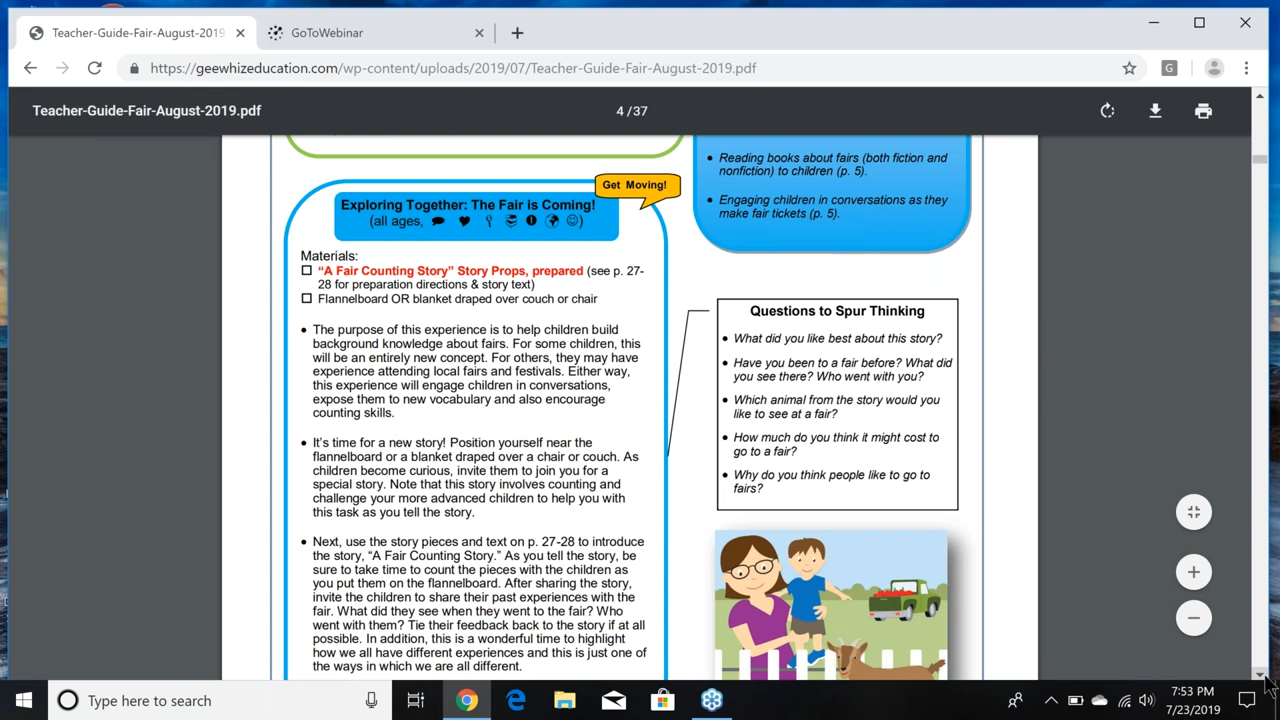 Teacher-Guide-Fair-August-2019
GoToWebinar
https://geewhizeducation.com/wp-content/uploads/2019/07/Teacher-Guide-Fair-August-2019.pdf
G
Teacher-Guide-Fair-August-2019.pdf
4 / 37
Get Moving!
Exploring Together: The Fair is Coming!
(all ages,
)
Materials:
"A Fair Counting Story" Story Props, prepared (see p. 27-
28 for preparation directions & story text)
Flannelboard OR blanket draped over couch or chair
• The purpose of this experience is to help children build
background knowledge about fairs. For some children, this
will be an entirely new concept. For others, they may have
experience attending local fairs and festivals. Either way,
this experience will engage children in conversations,
expose them to new vocabulary and also encourage
counting skills.
• It's time for a new story! Position yourself near the
flannelboard or a blanket draped over a chair or couch. As
children become curious, invite them to join you for a
special story. Note that this story involves counting and
challenge your more advanced children to help you with
this task as you tell the story.
• Next, use the story pieces and text on p. 27-28 to introduce
the story, "A Fair Counting Story." As you tell the story, be
sure to take time to count the pieces with the children as
you put them on the flannelboard. After sharing the story,
invite the children to share their past experiences with the
fair. What did they see when they went to the fair? Who
went with them? Tie their feedback back to the story if at all
possible. In addition, this is a wonderful time to highlight
how we all have different experiences and this is just one of
the ways in which we are all different.
• Reading books about fairs (both fiction and
nonfiction) to children (p. 5).
• Engaging children in conversations as they
make fair tickets (p. 5).
Questions to Spur Thinking
• What did you like best about this story?
• Have you been to a fair before? What did
you see there? Who went with you?
• Which animal from the story would you
like to see at a fair?
• How much do you think it might cost to
go to a fair?
• Why do you think people like to go to
fairs?
Type here to search
7:53 PM
7/23/2019